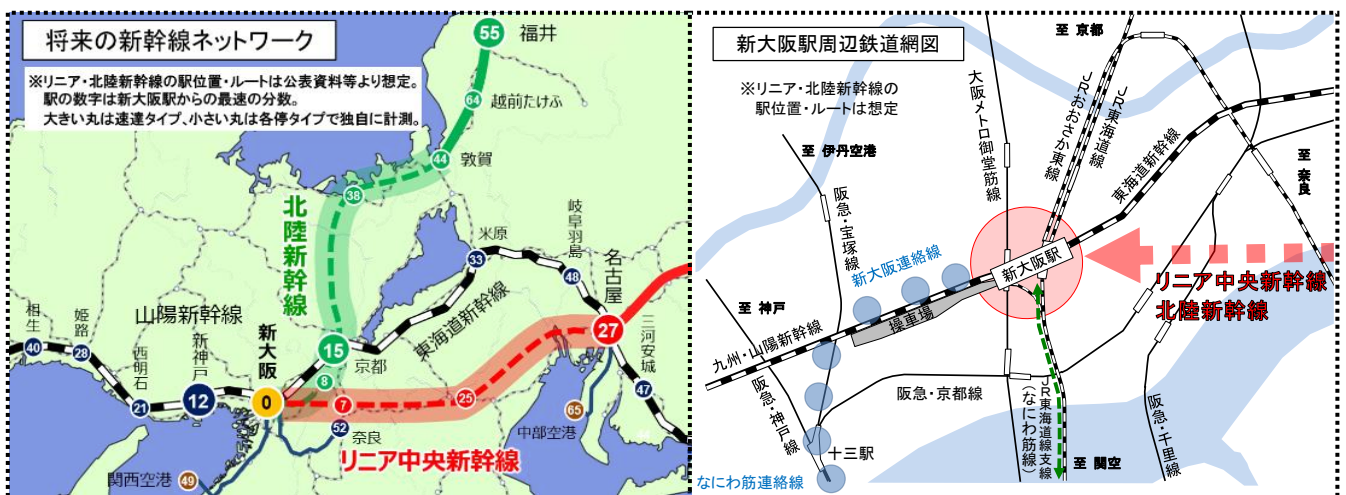 将来の新幹線ネットワーク
※リニア・北陸新幹線の駅位置・ルートは公表資料等より想定。
駅の数字は新大阪駅からの最速の分数。
大きい丸は速達タイプ、小さい丸は各停タイプで独自に計測。
55
福井
64
越前たけふ
44
敦賀
38
北陸新幹線
米原
33
岐阜羽島
48
名古屋
27
東海道新幹線
三河安城
47
15
京都
8
山陽新幹線
相生
40
姫路
28
西明石
21
新神戸
12
新大阪
0
7
25
52
奈良
リニア中央新幹線
関西空港
49
中部空港
65
新大阪駅周辺鉄道網図
※リニア・北陸新幹線の
駅位置・ルートは想定
至 京都
大阪メトロ御堂筋線
JRおおさか東線
JR東海道線
東海道新幹線
至 奈良
至 伊丹空港
阪急・宝塚線
新大阪連絡線
新大阪駅
リニア中央新幹線
北陸新幹線
至 神戸
操車場
九州・山陽新幹線
阪急・神戸線
阪急・京都線
JR東海道線支線
(なにわ筋線)
阪急・千里線
十三駅
至 関空
なにわ筋連絡線